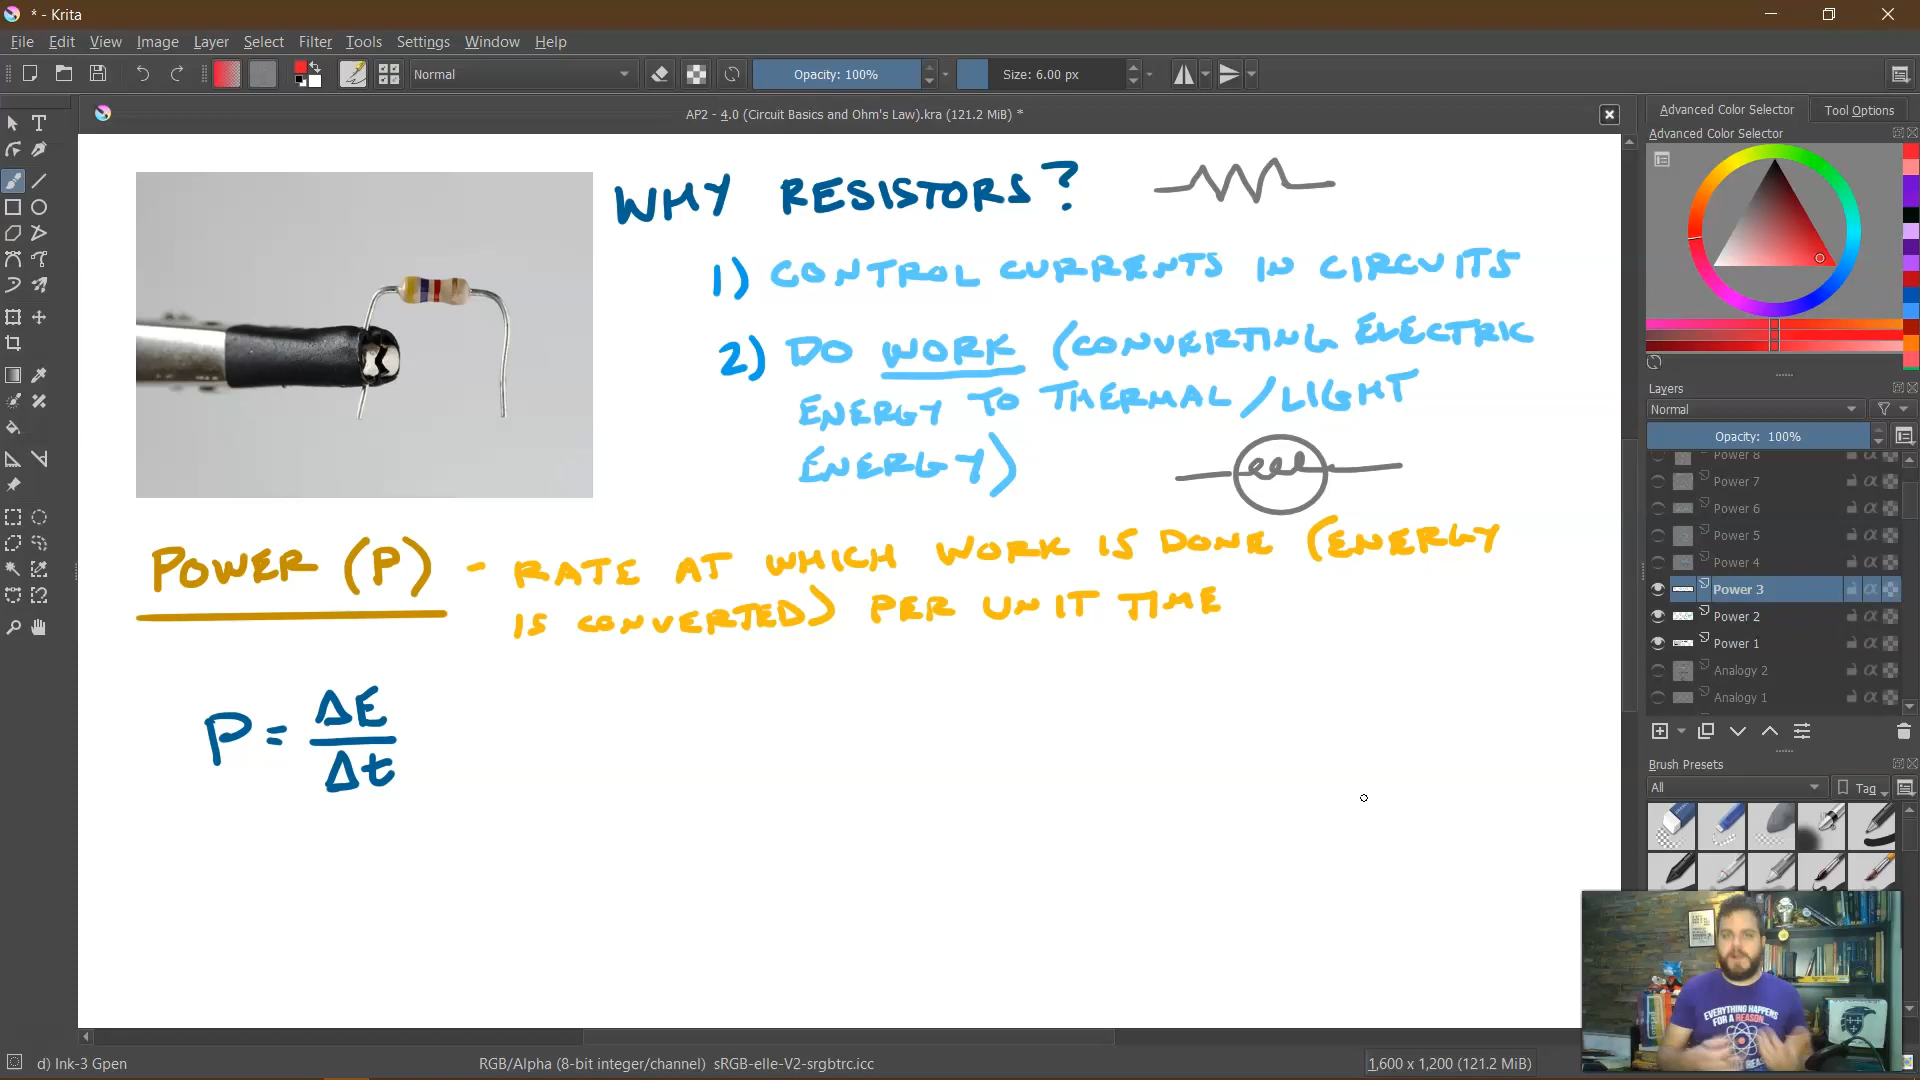 * - Krita
File Edit View Image Layer Select Filter Tools Settings Window Help
Normal Opacity: 100% Size: 6.00 px
AP2 - 4.0 (Circuit Basics and Ohm's Law).kra (121.2 MiB) *
Advanced Color Selector Tool Options
Advanced Color Selector
WHY RESISTORS?
1) CONTROL CURRENTS IN CIRCUITS
2) DO WORK (CONVERTING ELECTRIC
ENERGY TO THERMAL/LIGHT
ENERGY)
POWER (P) - RATE AT WHICH WORK IS DONE (ENERGY
IS CONVERTED) PER UNIT TIME
P = ΔE
Δt
Layers
Normal
Opacity: 100%
Power 8
Power 7
Power 6
Power 5
Power 4
Power 3
Power 2
Power 1
Analogy 2
Analogy 1
Brush Presets
All Tag
EVERYTHING HAPPENS
FOR A REASON
d) Ink-3 Gpen
RGB/Alpha (8-bit integer/channel) sRGB-elle-V2-srgbtrc.icc
1,600 x 1,200 (121.2 MiB)